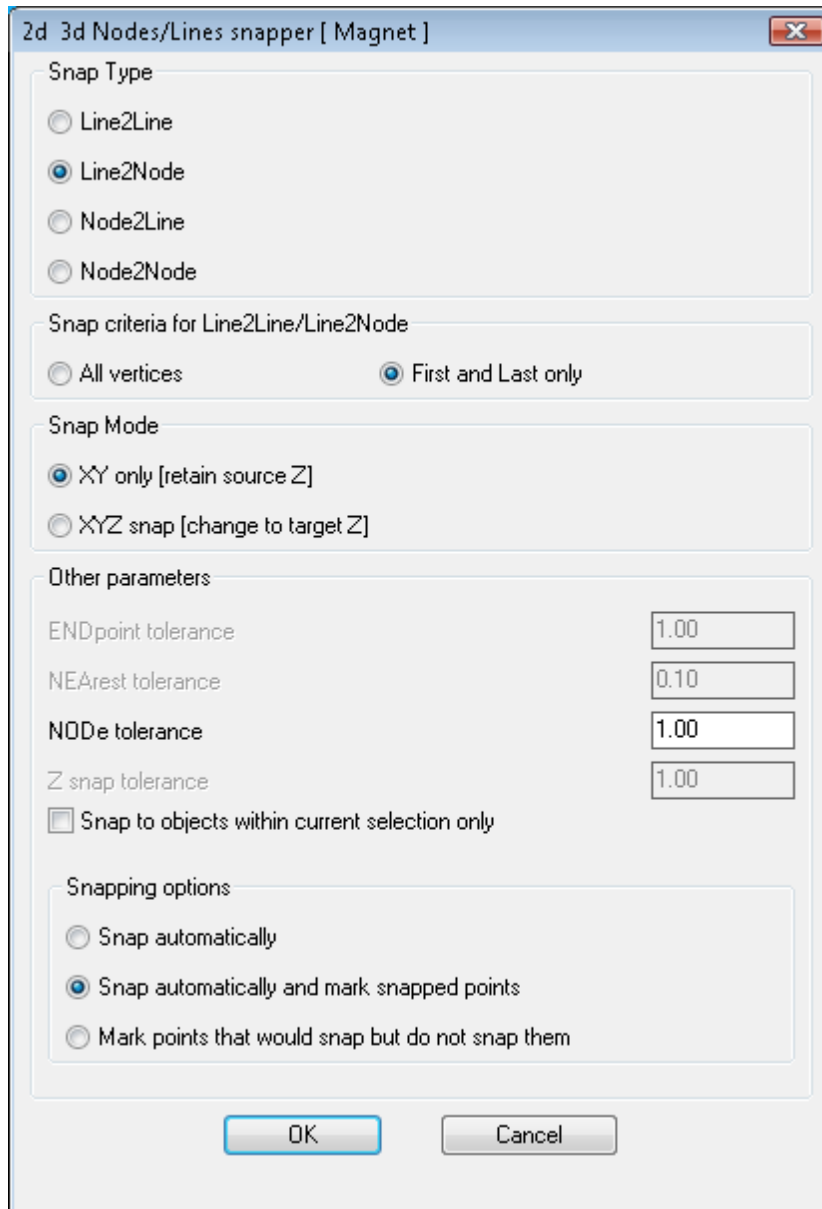 2d 3d Nodes/Lines snapper [ Magnet ]
Snap Type
Line2Line
Line2Node
Node2Line
Node2Node
Snap criteria for Line2Line/Line2Node
All vertices First and Last only
Snap Mode
XY only [retain source Z]
XYZ snap [change to target Z]
Other parameters
ENDpoint tolerance 1.00
NEArest tolerance 0.10
NODe tolerance 1.00
Z snap tolerance 1.00
Snap to objects within current selection only
Snapping options
Snap automatically
Snap automatically and mark snapped points
Mark points that would snap but do not snap them
OK Cancel